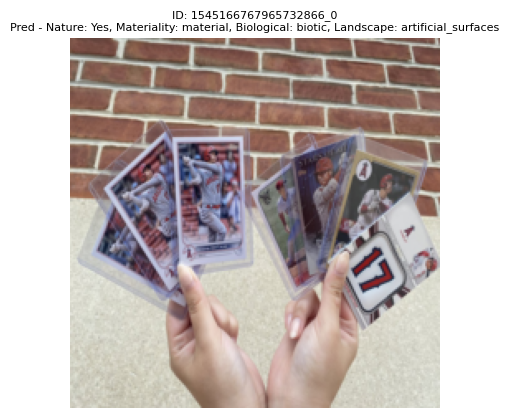 ID: 1545166767965732866_0
Pred - Nature: Yes, Materiality: material, Biological: biotic, Landscape: artificial_surfaces
A
17